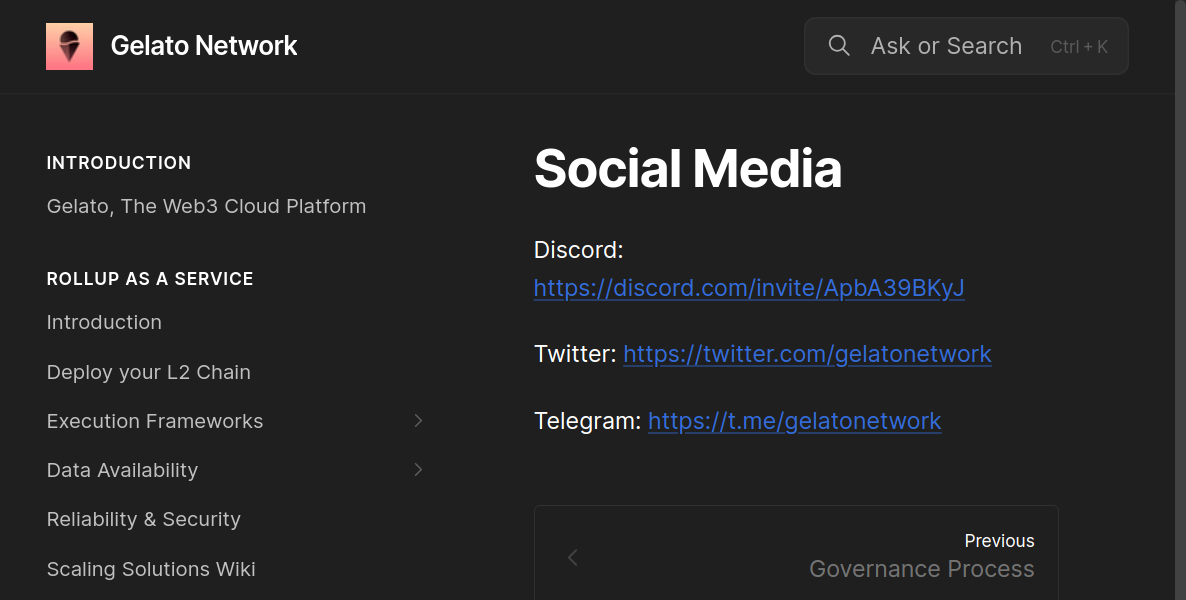 Gelato Network
Ask or Search Ctrl + K
INTRODUCTION
Gelato, The Web3 Cloud Platform
ROLLUP AS A SERVICE
Introduction
Deploy your L2 Chain
Execution Frameworks
Data Availability
Reliability & Security
Scaling Solutions Wiki
Social Media
Discord:
https://discord.com/invite/ApbA39BKyJ
Twitter: https://twitter.com/gelatonetwork
Telegram: https://t.me/gelatonetwork
Previous
Governance Process